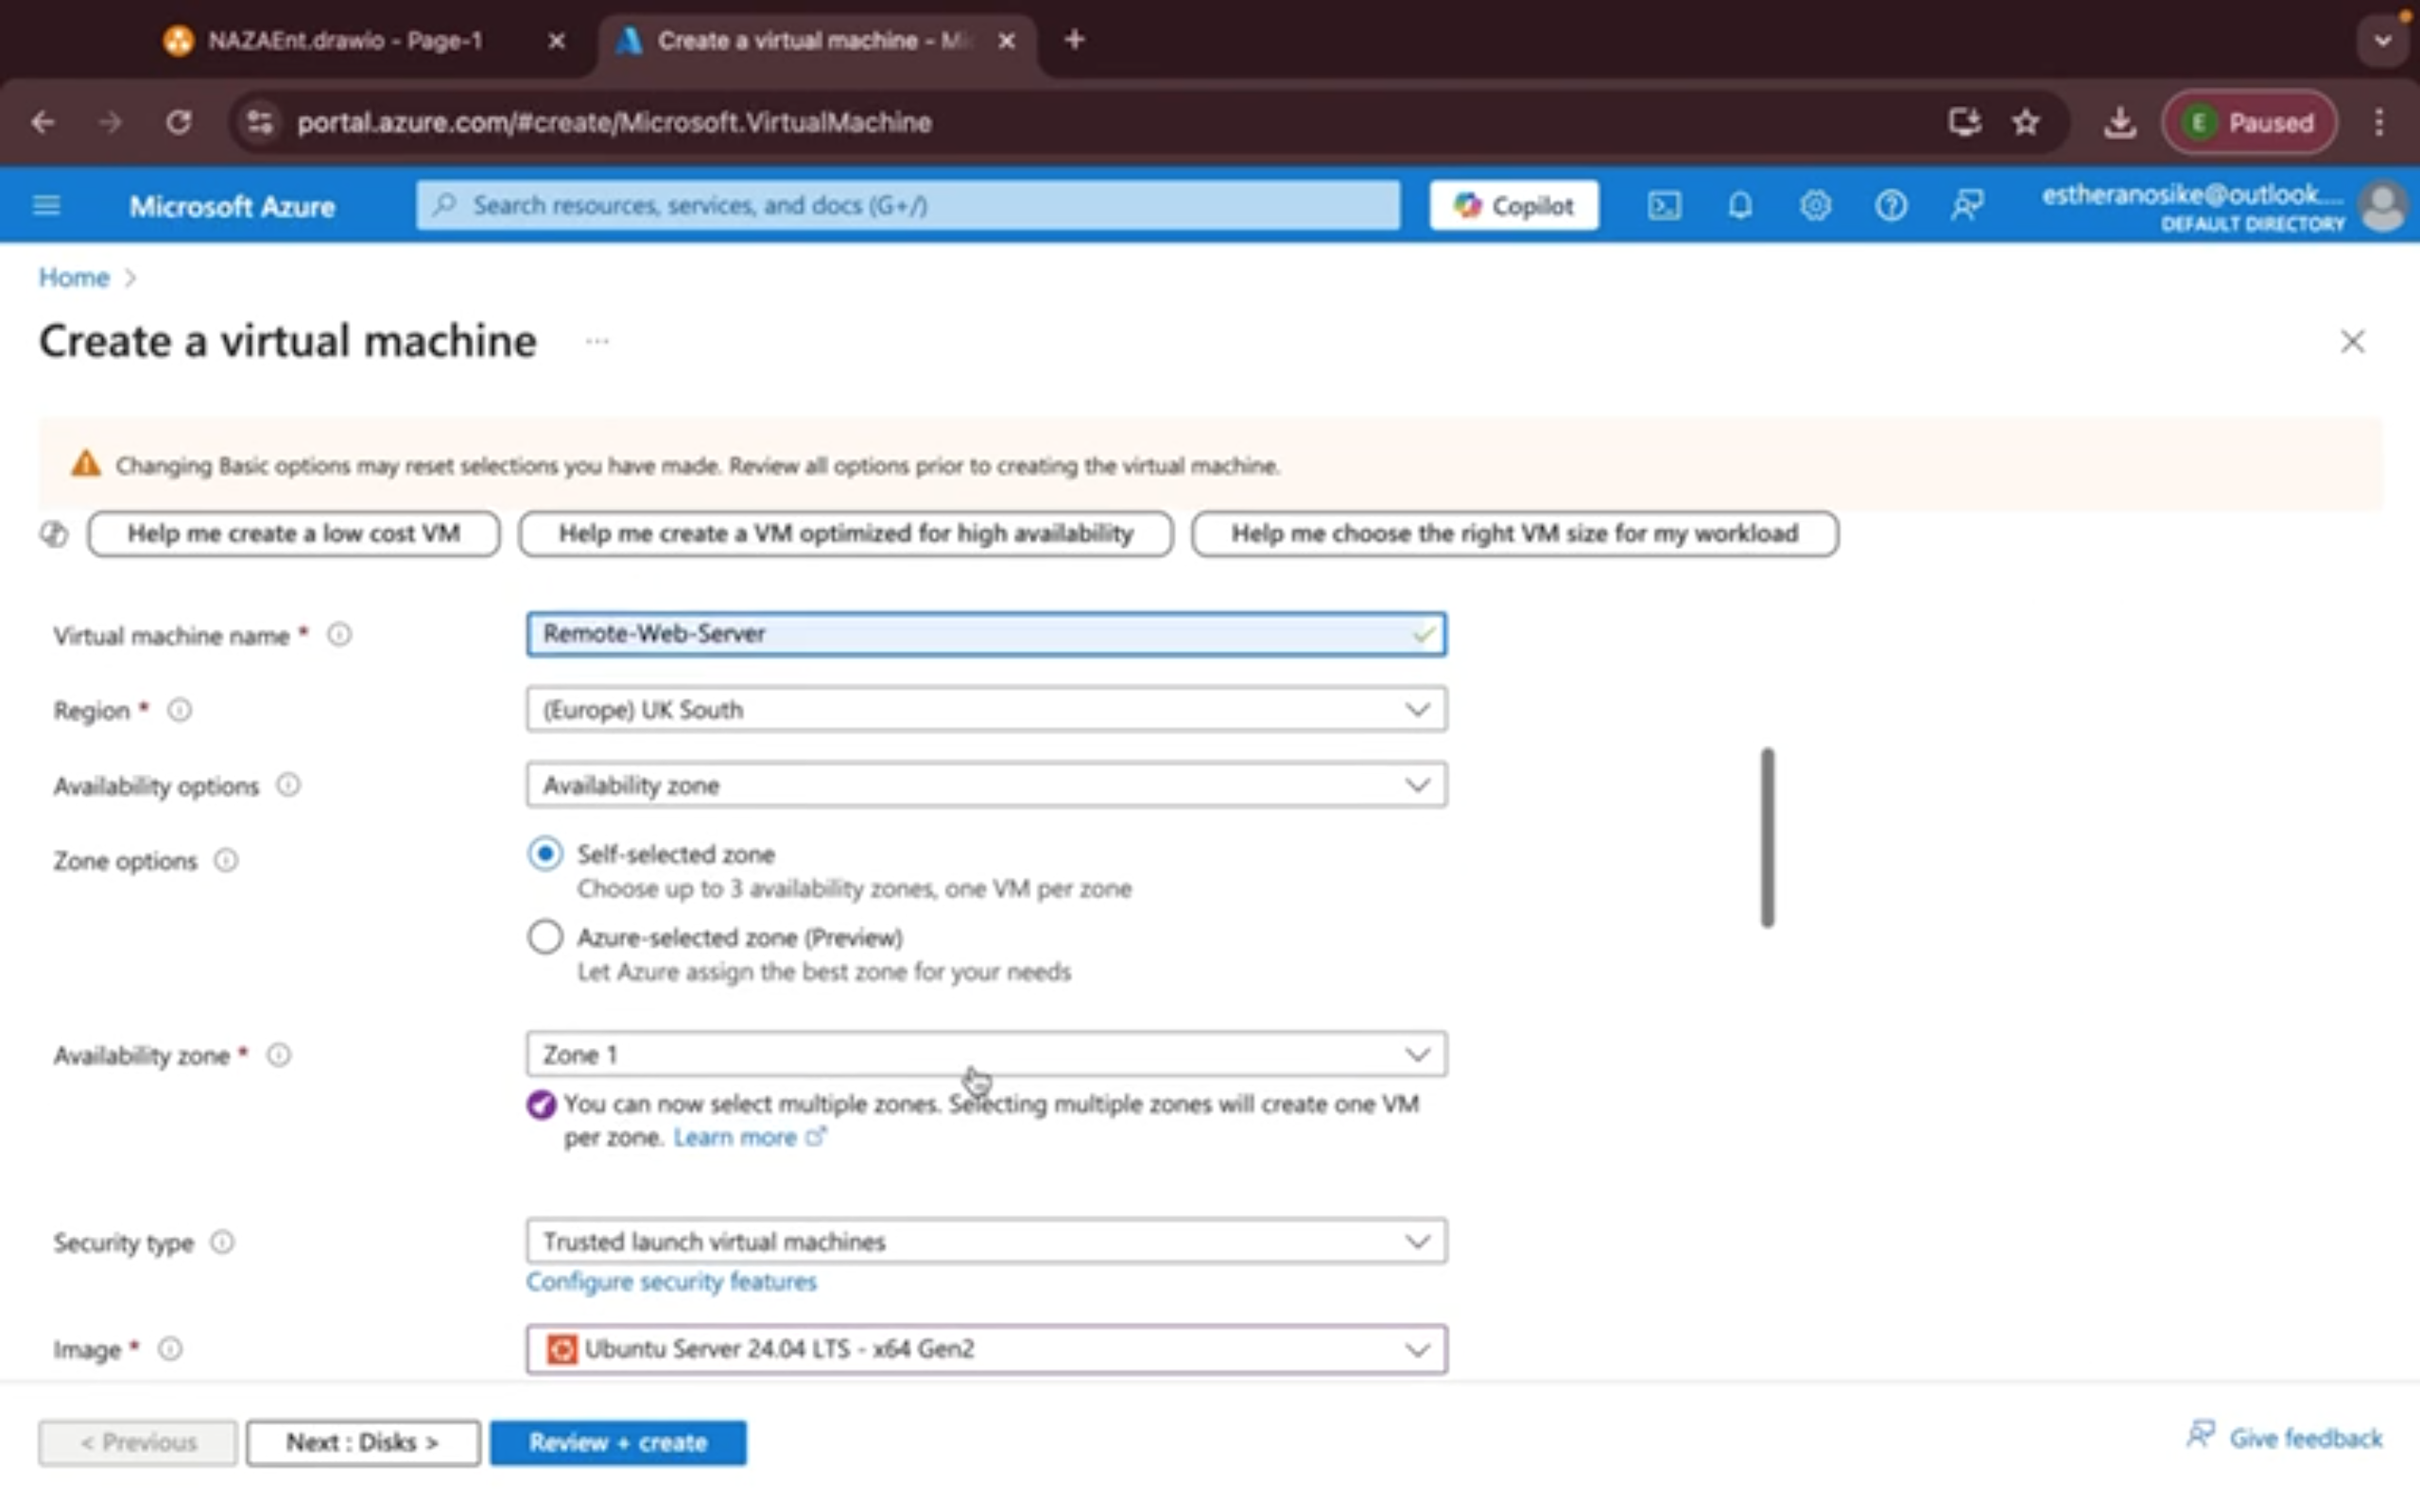 NAZAEnt.drawio - Page-1
Create a virtual machine - Mi
portal.azure.com/#create/Microsoft.VirtualMachine
E Paused
Microsoft Azure
Search resources, services, and docs (G+/)
Copilot
estheranosike@outlook....
DEFAULT DIRECTORY
Home >
Create a virtual machine ...
Changing Basic options may reset selections you have made. Review all options prior to creating the virtual machine.
Help me create a low cost VM
Help me create a VM optimized for high availability
Help me choose the right VM size for my workload
Virtual machine name * Remote-Web-Server
Region * (Europe) UK South
Availability options Availability zone
Zone options Self-selected zone
Choose up to 3 availability zones, one VM per zone
Azure-selected zone (Preview)
Let Azure assign the best zone for your needs
Availability zone * Zone 1
You can now select multiple zones. Selecting multiple zones will create one VM
per zone. Learn more
Security type Trusted launch virtual machines
Configure security features
Image * Ubuntu Server 24.04 LTS - x64 Gen2
< Previous
Next : Disks >
Review + create
Give feedback